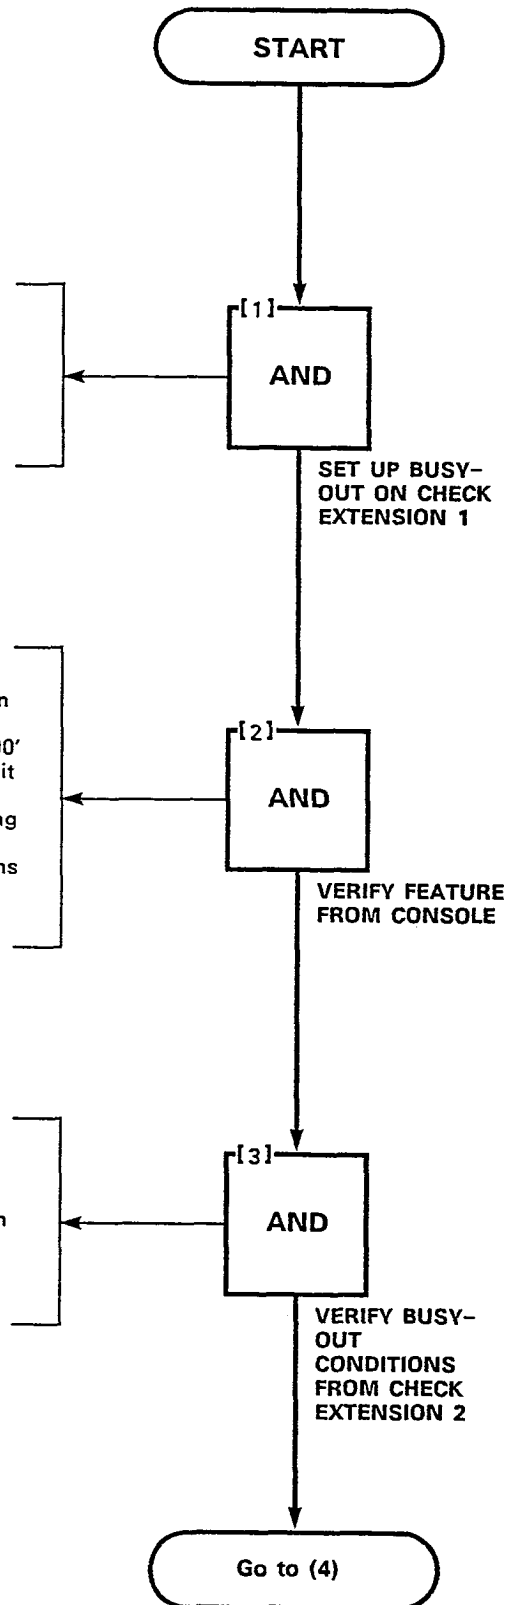 START
[1]
AND
SET UP BUSY–
OUT ON CHECK
EXTENSION 1
[2]
AND
it
VERIFY FEATURE
FROM CONSOLE
[3]
AND
VERIFY BUSY–
OUT
CONDITIONS
FROM CHECK
EXTENSION 2
Go to (4)